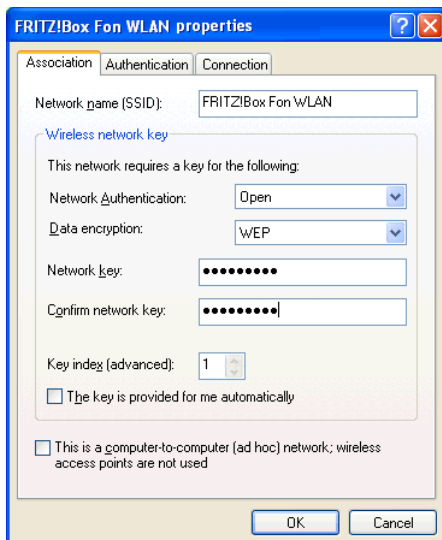 FRITZ!Box Fon WLAN properties
Association Authentication Connection
Network name (SSID): FRITZ!Box Fon WLAN
Wireless network key
This network requires a key for the following:
Network Authentication: Open
Data encryption: WEP
Network key: •••••••••
Confirm network key: •••••••••
Key index (advanced): 1
The key is provided for me automatically
This is a computer-to-computer (ad hoc) network; wireless
access points are not used
OK Cancel